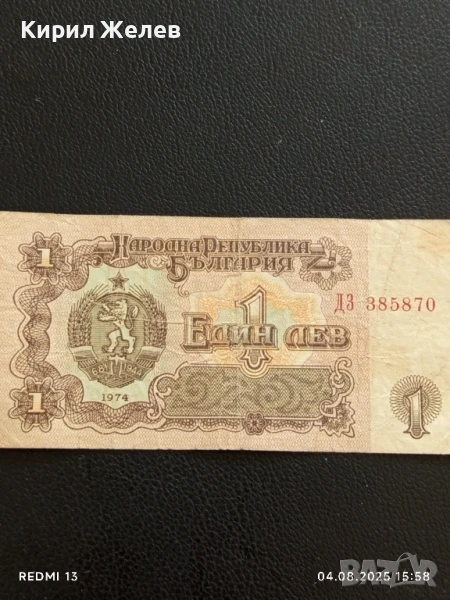 Кирил Желев
1
Народна Република
България
1
ДЗ 385870
Един лев
1974
1
1
REDMI 13
04.08.2025 15:58
BAZAR